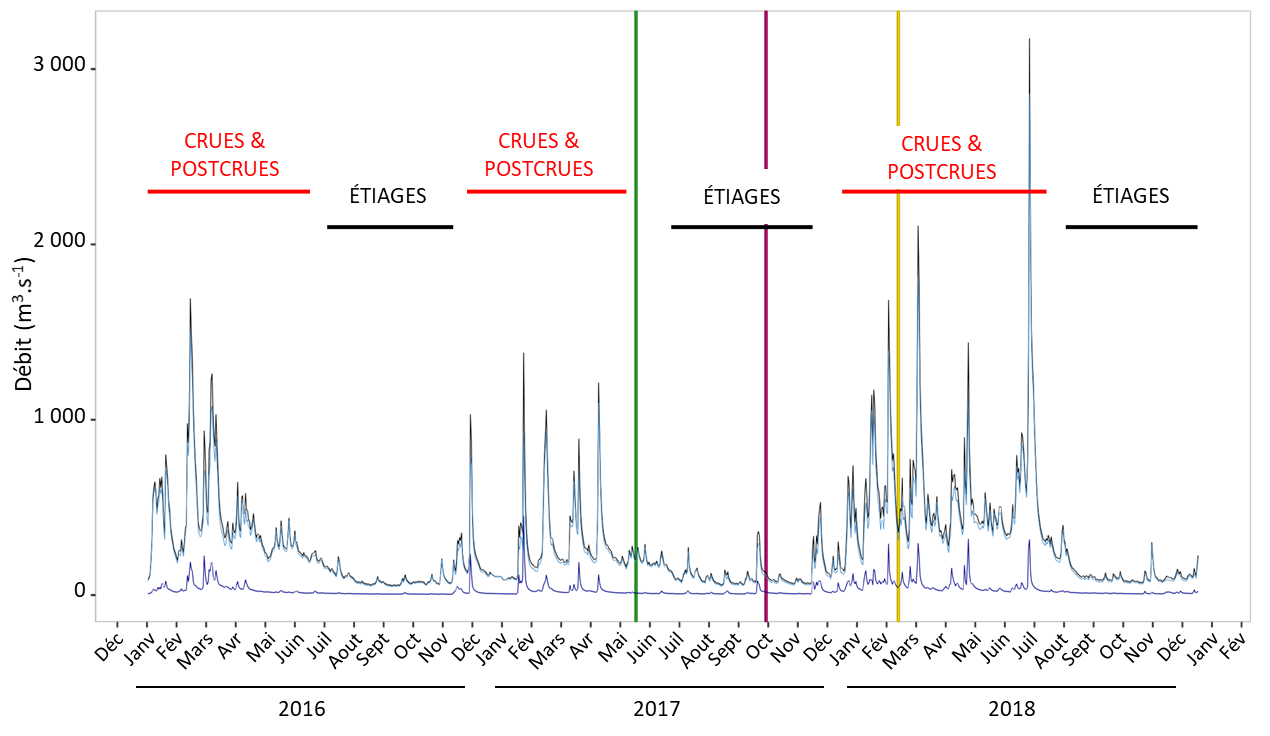 3 000
CRUES &
POSTCRUES
CRUES &
POSTCRUES
CRUES &
POSTCRUES
ÉTIAGES
ÉTIAGES
ÉTIAGES
2 000
Débit (m³.s⁻¹)
1 000
0
Déc Janv Fév Mars Avr Mai Juin Juil Aout Sept Oct Nov Déc Janv Fév Mars Avr Mai Juin Juil Aout Sept Oct Nov Déc Janv Fév Mars Avr Mai Juin Juil Aout Sept Oct Nov Déc Janv Fév
2016 2017 2018